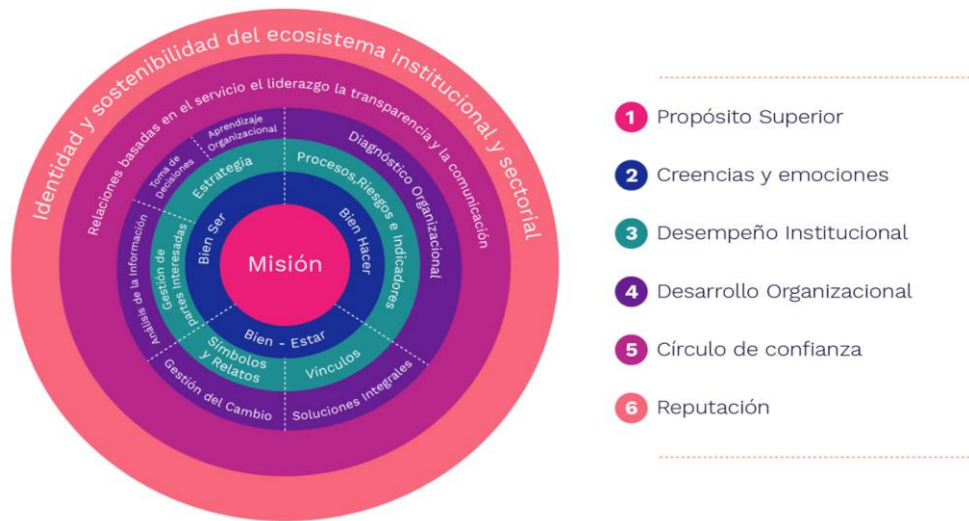 Identidad y sostenibilidad del ecosistema institucional y sectorial
Relaciones basadas en el servicio el liderazgo la transparencia y la comunicación
Aprendizaje
Organizacional
Toma de
Decisiones
Análisis de la Información
Diagnóstico Organizacional
Gestión del Cambio
Soluciones Integrales
Estrategia
Procesos,Riesgos e Indicadores
Gestión de
partes Interesadas
Símbolos
y Relatos
Vínculos
Bien Ser
Bien Hacer
Bien - Estar
Misión
1 Propósito Superior
2 Creencias y emociones
3 Desempeño Institucional
4 Desarrollo Organizacional
5 Círculo de confianza
6 Reputación